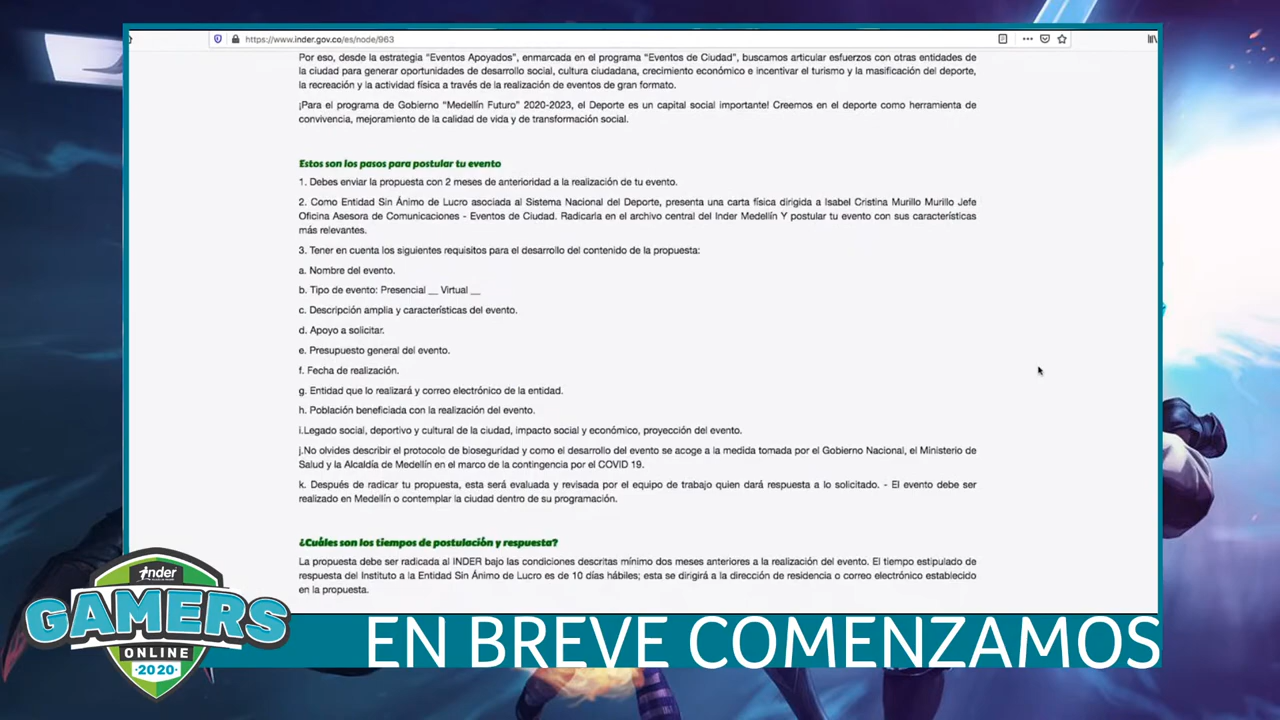 https://www.inder.gov.co/es/node/963
Por eso, desde la estrategia “Eventos Apoyados”, enmarcada en el programa “Eventos de Ciudad”, buscamos articular esfuerzos con otras entidades de
la ciudad para generar oportunidades de desarrollo social, cultura ciudadana, crecimiento económico e incentivar el turismo y la masificación del deporte,
la recreación y la actividad física a través de la realización de eventos de gran formato.
¡Para el programa de Gobierno “Medellín Futuro” 2020-2023, el Deporte es un capital social importante! Creemos en el deporte como herramienta de
convivencia, mejoramiento de la calidad de vida y de transformación social.
Estos son los pasos para postular tu evento
1. Debes enviar la propuesta con 2 meses de anterioridad a la realización de tu evento.
2. Como Entidad Sin Ánimo de Lucro asociada al Sistema Nacional del Deporte, presenta una carta física dirigida a Isabel Cristina Murillo Murillo Jefe
Oficina Asesora de Comunicaciones - Eventos de Ciudad. Radicarla en el archivo central del Inder Medellín Y postular tu evento con sus características
más relevantes.
3. Tener en cuenta los siguientes requisitos para el desarrollo del contenido de la propuesta:
a. Nombre del evento.
b. Tipo de evento: Presencial __ Virtual __
c. Descripción amplia y características del evento.
d. Apoyo a solicitar.
e. Presupuesto general del evento.
f. Fecha de realización.
g. Entidad que lo realizará y correo electrónico de la entidad.
h. Población beneficiada con la realización del evento.
i.Legado social, deportivo y cultural de la ciudad, impacto social y económico, proyección del evento.
j.No olvides describir el protocolo de bioseguridad y como el desarrollo del evento se acoge a la medida tomada por el Gobierno Nacional, el Ministerio de
Salud y la Alcaldía de Medellín en el marco de la contingencia por el COVID 19.
k. Después de radicar tu propuesta, esta será evaluada y revisada por el equipo de trabajo quien dará respuesta a lo solicitado. - El evento debe ser
realizado en Medellín o contemplar la ciudad dentro de su programación.
¿Cuáles son los tiempos de postulación y respuesta?
La propuesta debe ser radicada al INDER bajo las condiciones descritas mínimo dos meses anteriores a la realización del evento. El tiempo estipulado de
respuesta del Instituto a la Entidad Sin Ánimo de Lucro es de 10 días hábiles; esta se dirigirá a la dirección de residencia o correo electrónico establecido
en la propuesta.
inder
GAMERS
ONLINE
2020
EN BREVE COMENZAMOS